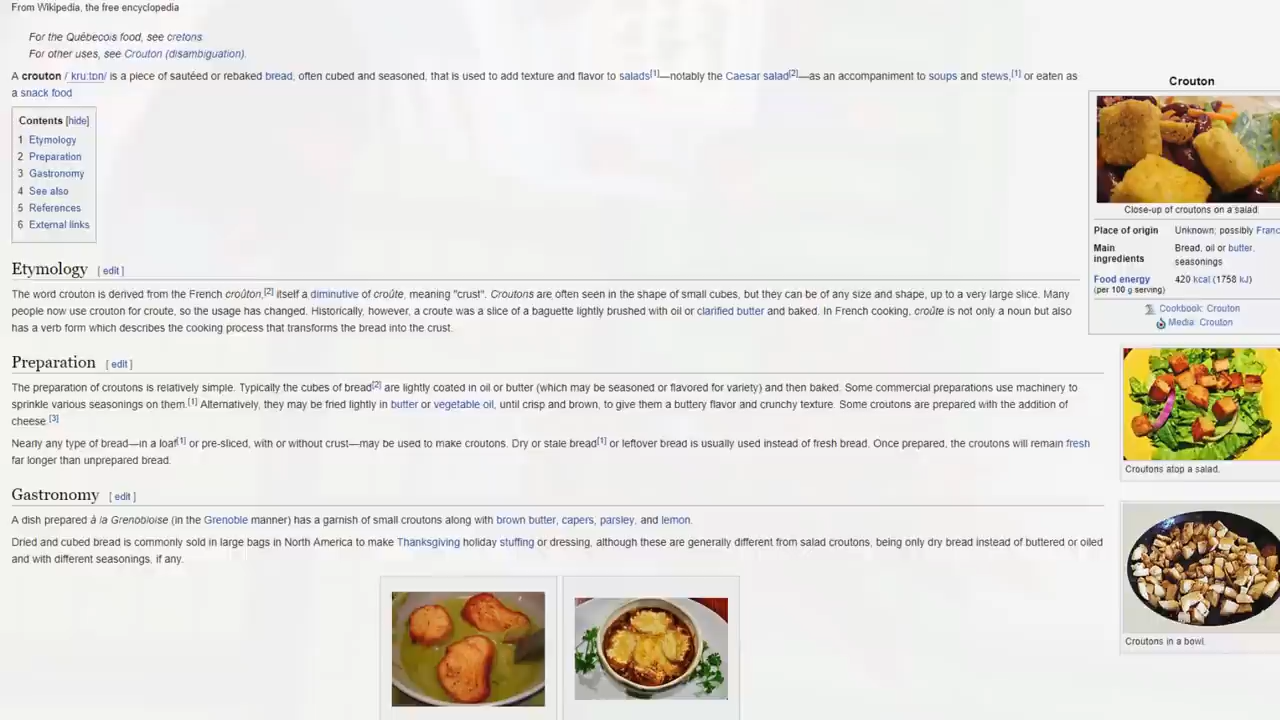 From Wikipedia, the free encyclopedia
For the Québecois food, see cretons.
For other uses, see Crouton (disambiguation).
A crouton /ˈkruːtɒn/ is a piece of sautéed or rebaked bread, often cubed and seasoned, that is used to add texture and flavor to salads[1]—notably the Caesar salad[2]—as an accompaniment to soups and stews,[1] or eaten as
a snack food
Contents [hide]
1 Etymology
2 Preparation
3 Gastronomy
4 See also
5 References
6 External links
Crouton
Close-up of croutons on a salad.
Place of origin Unknown; possibly Franc
Main Bread, oil or butter,
ingredients seasonings
Food energy 420 kcal (1758 kJ)
(per 100 g serving)
Cookbook: Crouton
Media: Crouton
Etymology [ edit ]
The word crouton is derived from the French croûton,[2] itself a diminutive of croûte, meaning "crust". Croutons are often seen in the shape of small cubes, but they can be of any size and shape, up to a very large slice. Many
people now use crouton for croute, so the usage has changed. Historically, however, a croute was a slice of a baguette lightly brushed with oil or clarified butter and baked. In French cooking, croûte is not only a noun but also
has a verb form which describes the cooking process that transforms the bread into the crust.
Preparation [ edit ]
The preparation of croutons is relatively simple. Typically the cubes of bread[2] are lightly coated in oil or butter (which may be seasoned or flavored for variety) and then baked. Some commercial preparations use machinery to
sprinkle various seasonings on them.[1] Alternatively, they may be fried lightly in butter or vegetable oil, until crisp and brown, to give them a buttery flavor and crunchy texture. Some croutons are prepared with the addition of
cheese.[3]
Nearly any type of bread—in a loaf[1] or pre-sliced, with or without crust—may be used to make croutons. Dry or stale bread[1] or leftover bread is usually used instead of fresh bread. Once prepared, the croutons will remain fresh
far longer than unprepared bread.
Croutons atop a salad.
Gastronomy [ edit ]
A dish prepared à la Grenobloise (in the Grenoble manner) has a garnish of small croutons along with brown butter, capers, parsley, and lemon.
Dried and cubed bread is commonly sold in large bags in North America to make Thanksgiving holiday stuffing or dressing, although these are generally different from salad croutons, being only dry bread instead of buttered or oiled
and with different seasonings, if any.
Croutons in a bowl.